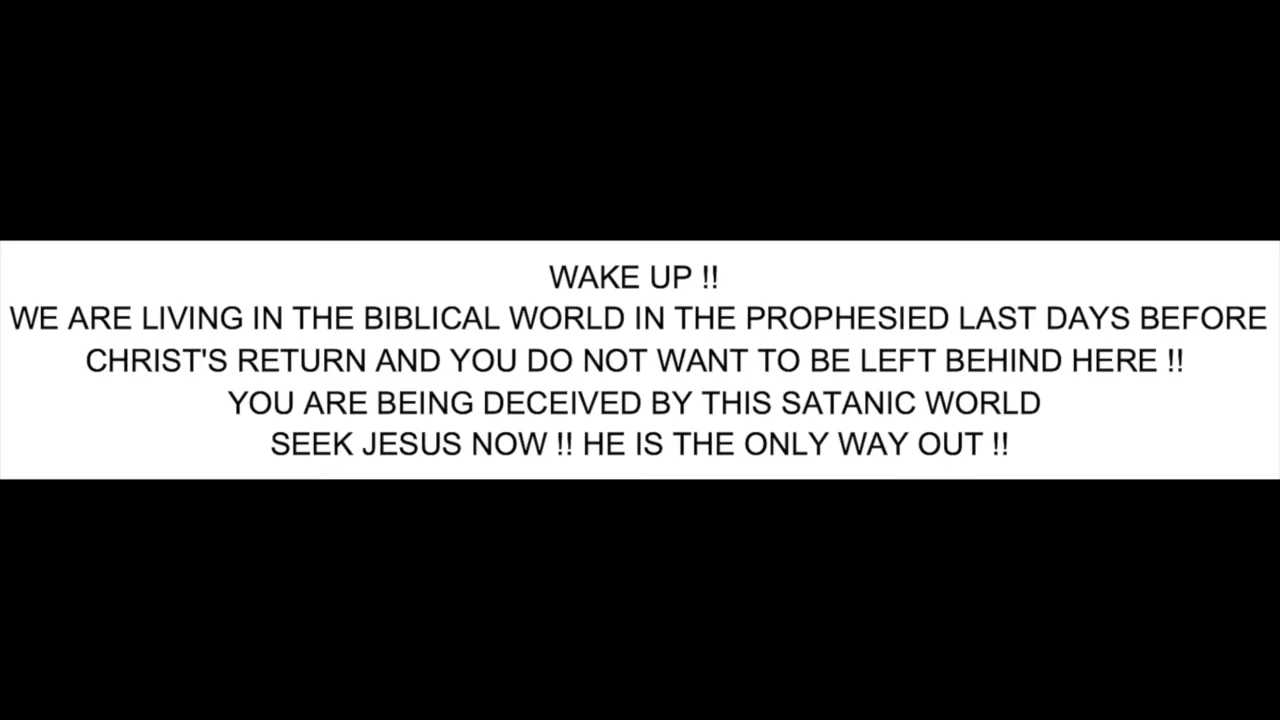 WAKE UP !!
WE ARE LIVING IN THE BIBLICAL WORLD IN THE PROPHESIED LAST DAYS BEFORE
CHRIST'S RETURN AND YOU DO NOT WANT TO BE LEFT BEHIND HERE !!
YOU ARE BEING DECEIVED BY THIS SATANIC WORLD
SEEK JESUS NOW !! HE IS THE ONLY WAY OUT !!